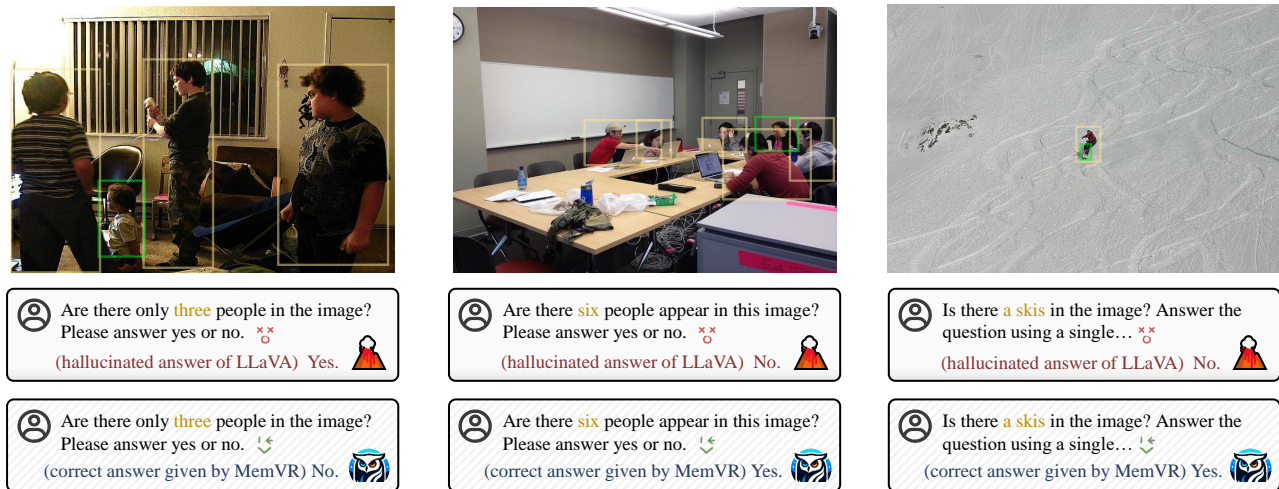 Are there only three people in the image?
Please answer yes or no.
(hallucinated answer of LLaVA) Yes.
Are there only three people in the image?
Please answer yes or no.
(correct answer given by MemVR) No.
Are there six people appear in this image?
Please answer yes or no.
(hallucinated answer of LLaVA) No.
Are there six people appear in this image?
Please answer yes or no.
(correct answer given by MemVR) Yes.
Is there a skis in the image? Answer the
question using a single…
(hallucinated answer of LLaVA) No.
Is there a skis in the image? Answer the
question using a single…
(correct answer given by MemVR) Yes.